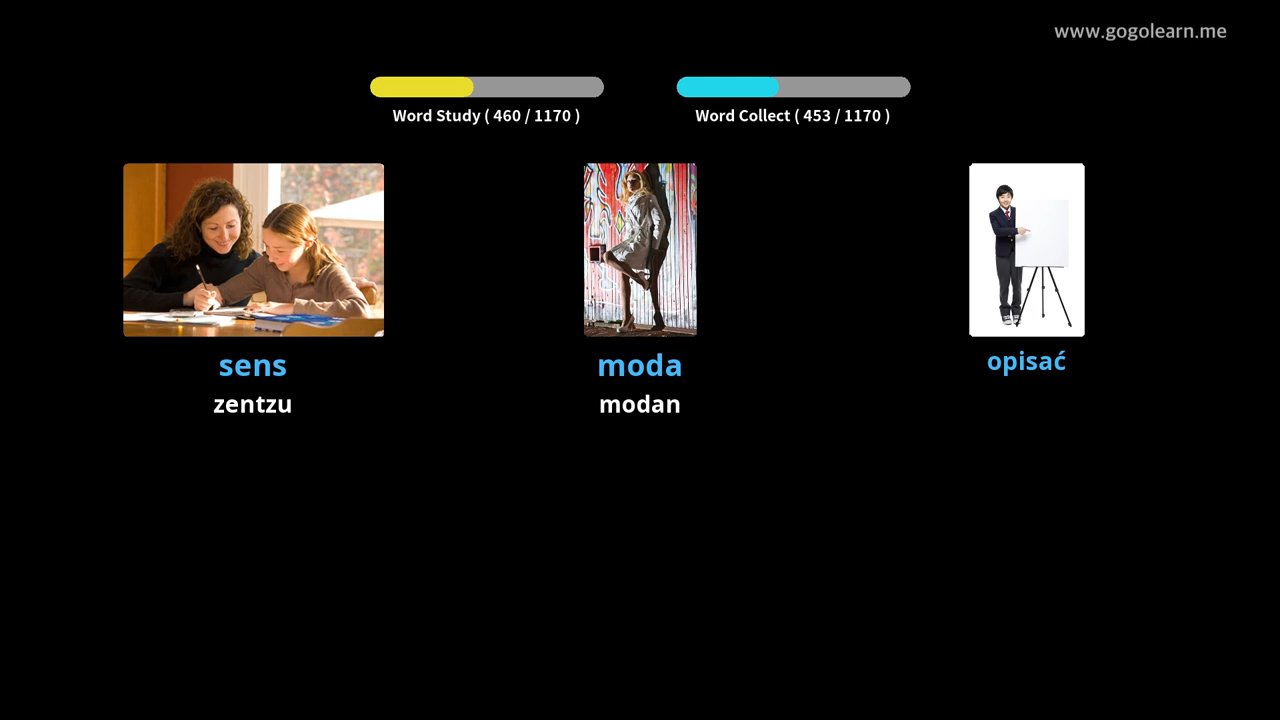 www.gogolearn.me
Word Study ( 460 / 1170 )
Word Collect ( 453 / 1170 )
sens
zentzu
moda
modan
opisać